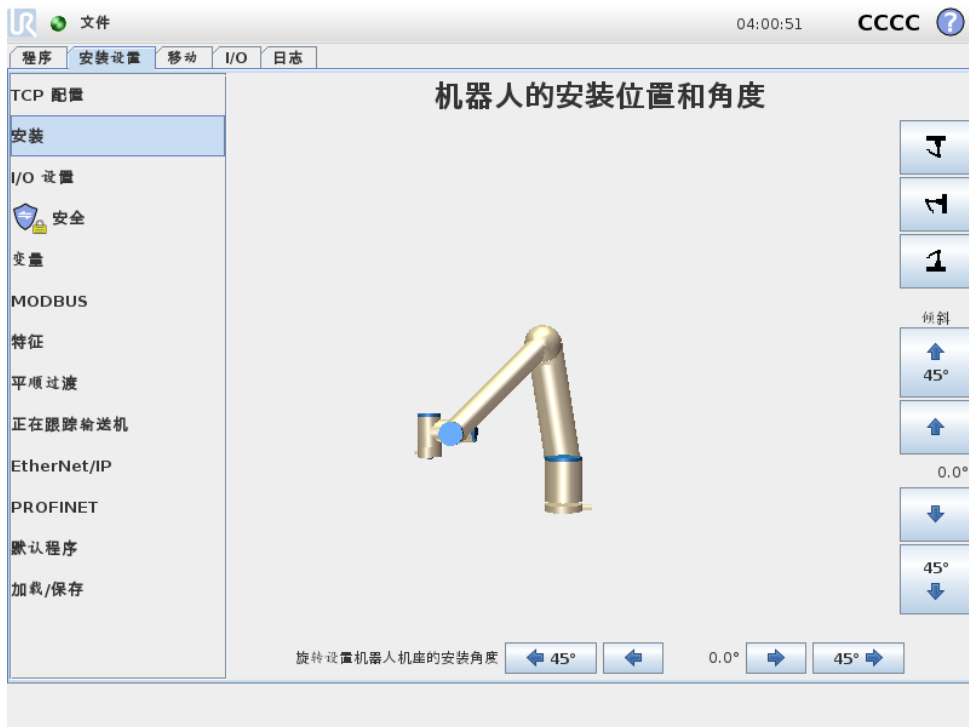 UR 文件 04:00:51 CCCC ?
程序 安装设置 移动 I/O 日志
TCP 配置
安装
I/O 设置
安全
变量
MODBUS
特征
平顺过渡
正在跟踪输送机
EtherNet/IP
PROFINET
默认程序
加载/保存
机器人的安装位置和角度
倾斜
45°
0.0°
45°
旋转设置机器人机座的安装角度 45° 0.0° 45°